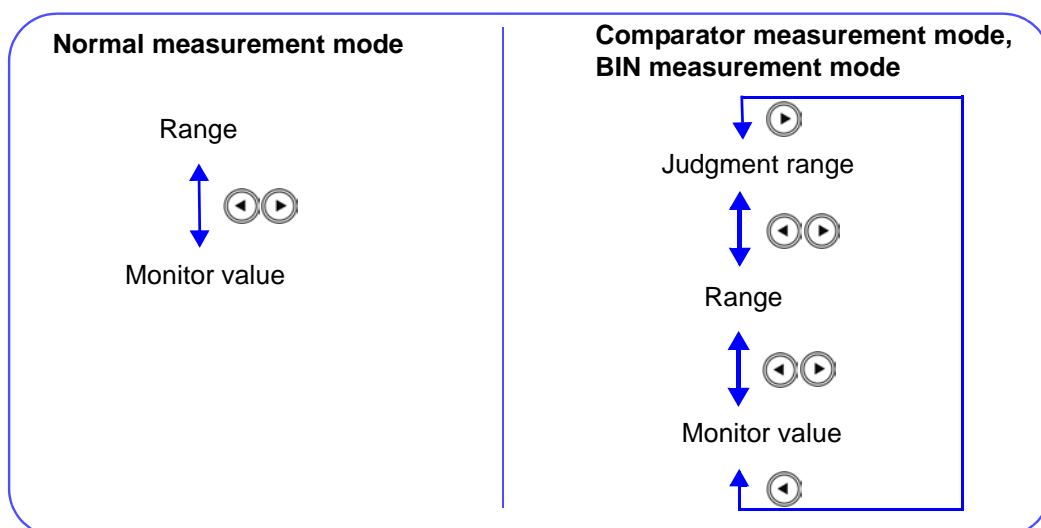 Normal measurement mode
Range
Monitor value
Comparator measurement mode,
BIN measurement mode
Judgment range
Range
Monitor value